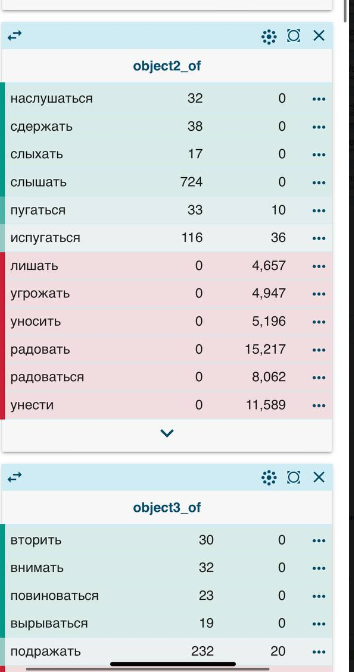 object2_of
наслушаться 32 0
сдержать 38 0
слыхать 17 0
слышать 724 0
пугаться 33 10
испугаться 116 36
лишать 0 4,657
угрожать 0 4,947
уносить 0 5,196
радовать 0 15,217
радоваться 0 8,062
унести 0 11,589
object3_of
вторить 30 0
внимать 32 0
повиноваться 23 0
вырываться 19 0
подражать 232 20